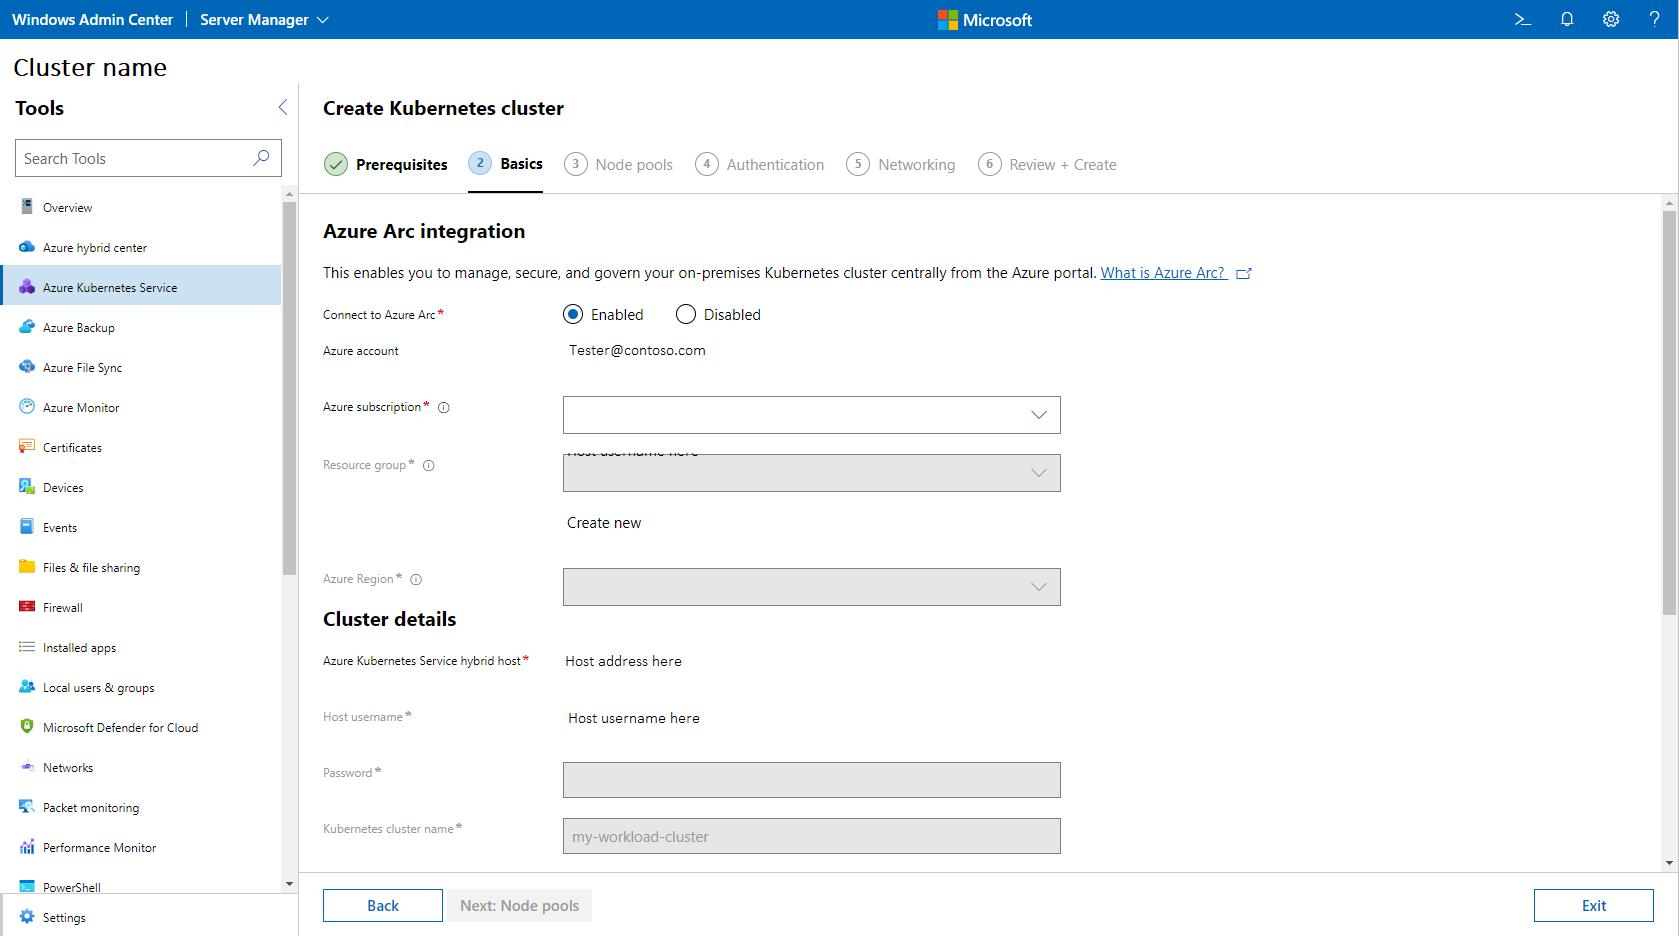 Windows Admin Center | Server Manager
Microsoft
?
Cluster name
Tools
Search Tools
Overview
Azure hybrid center
Azure Kubernetes Service
Azure Backup
Azure File Sync
Azure Monitor
Certificates
Devices
Events
Files & file sharing
Firewall
Installed apps
Local users & groups
Microsoft Defender for Cloud
Networks
Packet monitoring
Performance Monitor
PowerShell
Settings
Create Kubernetes cluster
Prerequisites 2 Basics 3 Node pools 4 Authentication 5 Networking 6 Review + Create
Azure Arc integration
This enables you to manage, secure, and govern your on-premises Kubernetes cluster centrally from the Azure portal. What is Azure Arc?
Connect to Azure Arc* Enabled Disabled
Azure account Tester@contoso.com
Azure subscription*
Resource group* Host username here
Create new
Azure Region*
Cluster details
Azure Kubernetes Service hybrid host* Host address here
Host username* Host username here
Password*
Kubernetes cluster name* my-workload-cluster
Back Next: Node pools Exit